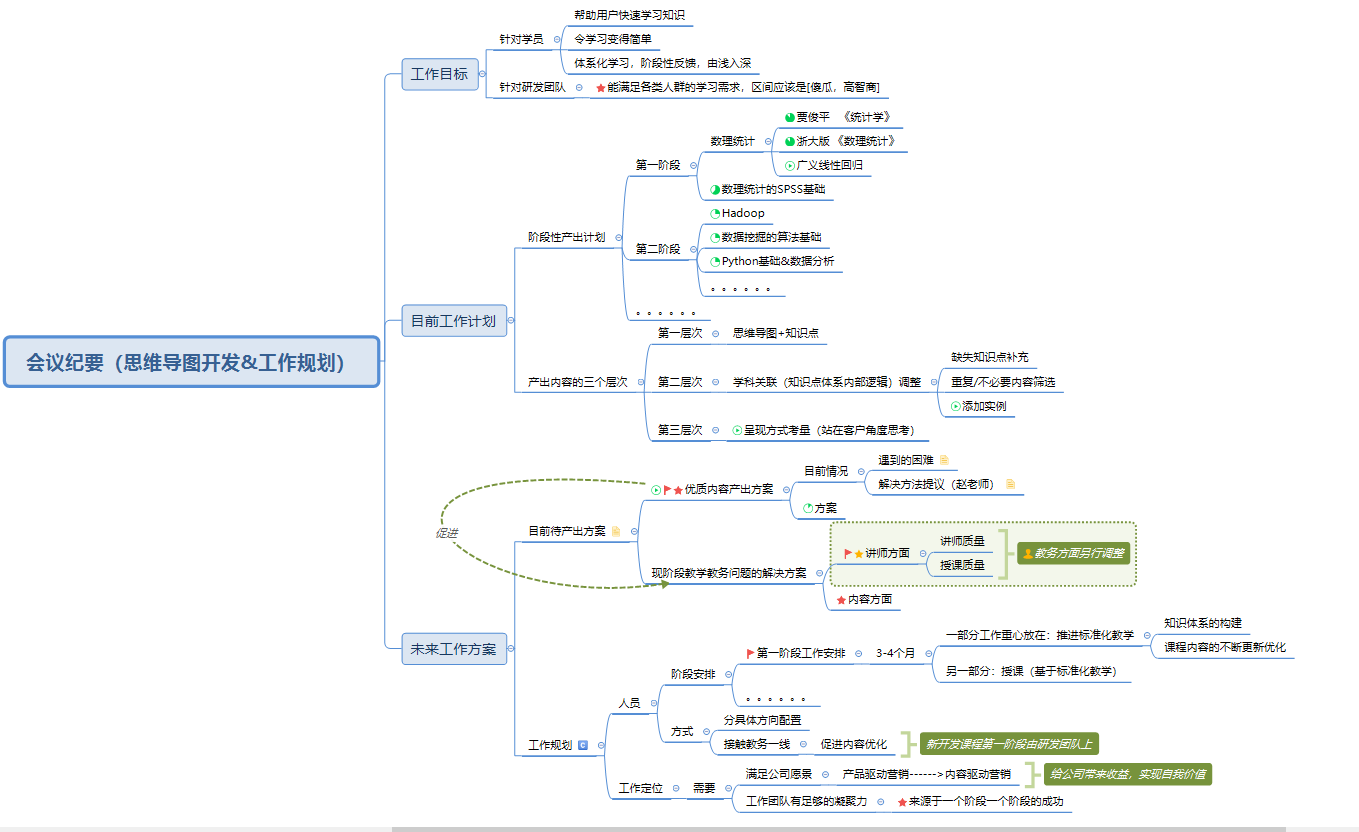 会议纪要（思维导图开发&工作规划）
工作目标
针对学员
帮助用户快速学习知识
令学习变得简单
体系化学习，阶段性反馈，由浅入深
针对研发团队
能满足各类人群的学习需求，区间应该是[傻瓜，高智商]
目前工作计划
阶段性产出计划
第一阶段
数理统计
贾俊平 《统计学》
浙大版《数理统计》
广义线性回归
数理统计的SPSS基础
第二阶段
Hadoop
数据挖掘的算法基础
Python基础&数据分析
。。。。。。
。。。。。。
产出内容的三个层次
第一层次
思维导图+知识点
第二层次
学科关联（知识点体系内部逻辑）调整
缺失知识点补充
重复/不必要内容筛选
添加实例
第三层次
呈现方式考量（站在客户角度思考）
未来工作方案
目前待产出方案
优质内容产出方案
目前情况
遇到的困难
解决方法提议（赵老师）
方案
促进
现阶段教学教务问题的解决方案
讲师方面
讲师质量
授课质量
教务方面另行调整
内容方面
工作规划
人员
阶段安排
第一阶段工作安排
3-4个月
一部分工作重心放在：推进标准化教学
知识体系的构建
课程内容的不断更新优化
另一部分：授课（基于标准化教学）
。。。。。。
方式
分具体方向配置
接触教务一线
促进内容优化
新开发课程第一阶段由研发团队上
工作定位
需要
满足公司愿景
产品驱动营销------>内容驱动营销
给公司带来收益，实现自我价值
工作团队有足够的凝聚力
来源于一个阶段一个阶段的成功